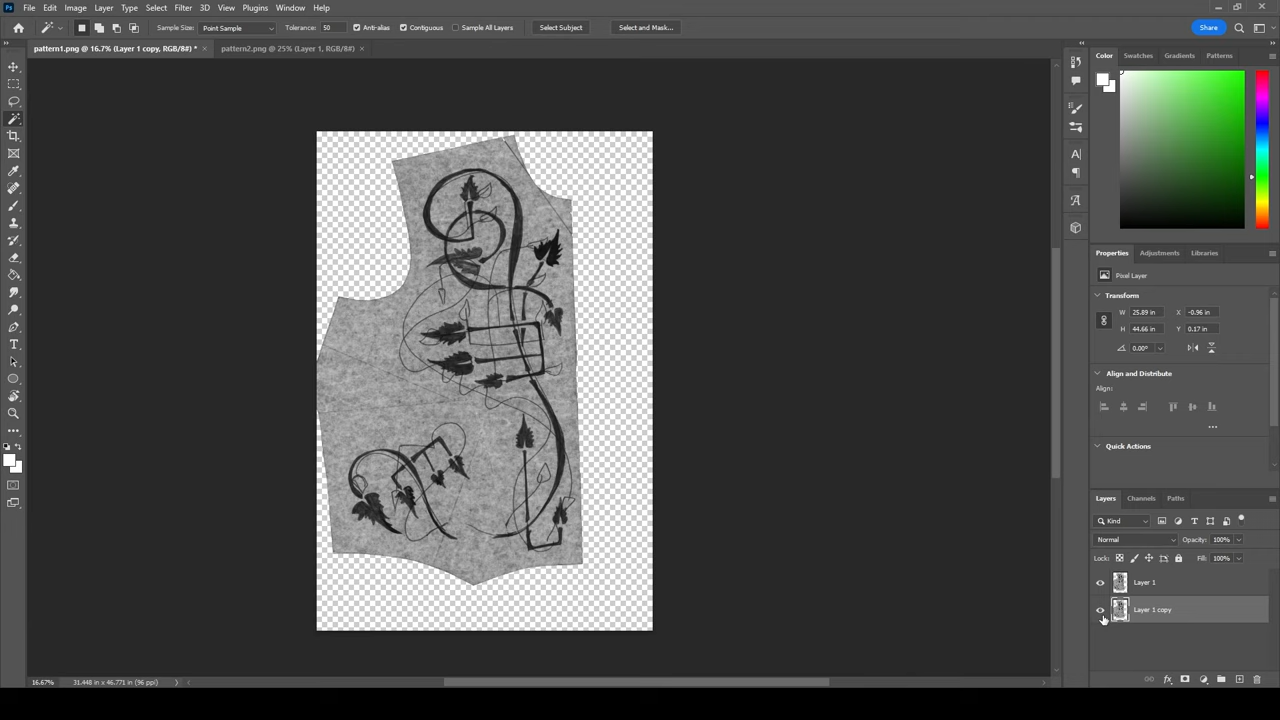 Ps File Edit Image Layer Type Select Filter 3D View Plugins Window Help
Sample Size: Point Sample Tolerance: 50 Anti-alias Contiguous Sample All Layers Select Subject Select and Mask... Share
pattern1.png @ 16.7% (Layer 1 copy, RGB/8#) * × pattern2.png @ 25% (Layer 1, RGB/8#) ×
Color Swatches Gradients Patterns
Properties Adjustments Libraries
Pixel Layer
Transform
W 25.89 in X -0.96 in
H 44.66 in Y 0.17 in
0.00°
Align and Distribute
Align:
...
Quick Actions
Layers Channels Paths
Kind
Normal Opacity: 100%
Lock: Fill: 100%
Layer 1
Layer 1 copy
16.67% 31.448 in x 46.771 in (96 ppi)